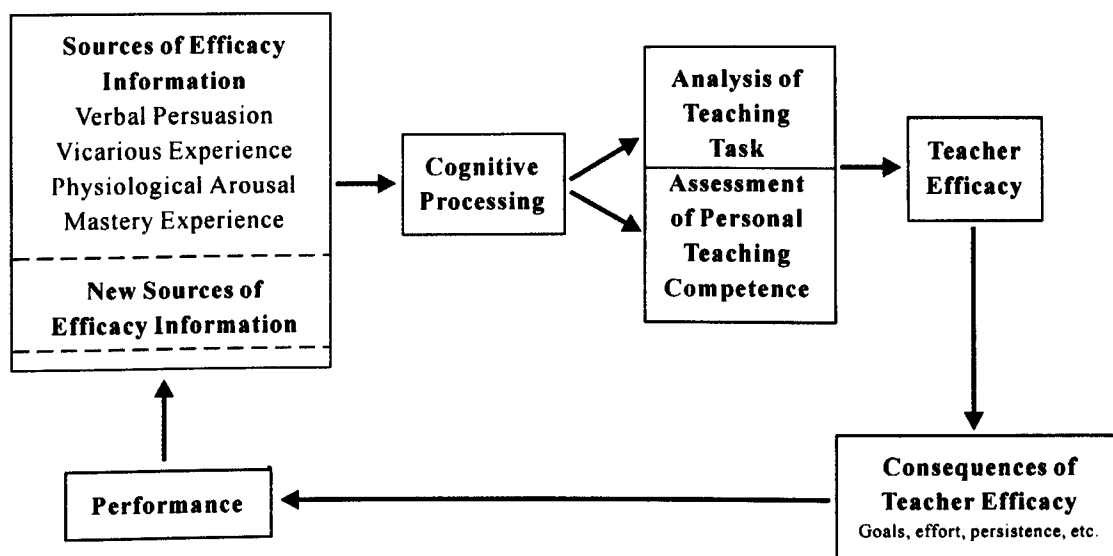 Sources of Efficacy
Information
Verbal Persuasion
Vicarious Experience
Physiological Arousal
Mastery Experience
New Sources of
Efficacy Information
Cognitive
Processing
Analysis of
Teaching
Task
Assessment
of Personal
Teaching
Competence
Teacher
Efficacy
Consequences of
Teacher Efficacy
Goals, effort, persistence, etc.
Performance